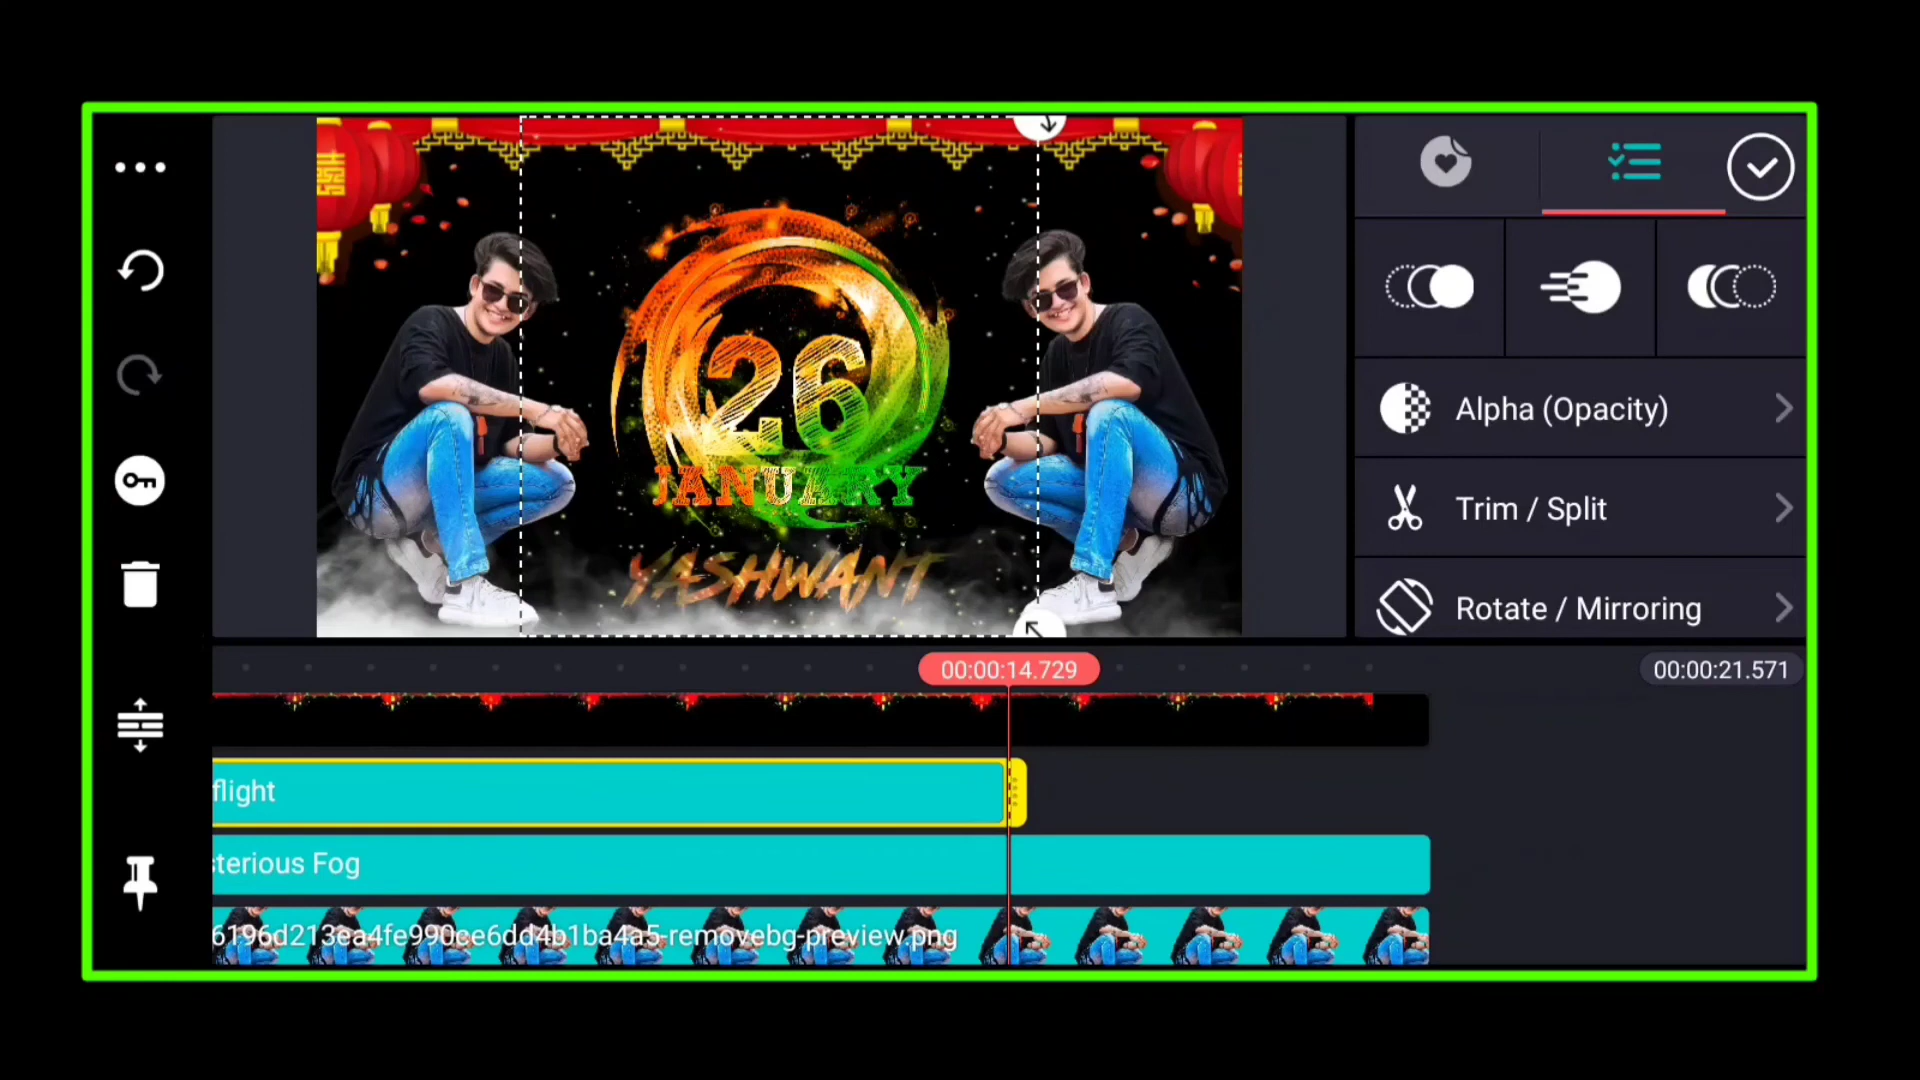 26
JANUARY
YASHWANT
Alpha (Opacity)
Trim / Split
Rotate / Mirroring
00:00:14.729
00:00:21.571
flight
sterious Fog
6196d213ea4fe990ce6dd4b1ba4a5-removebg-preview.png